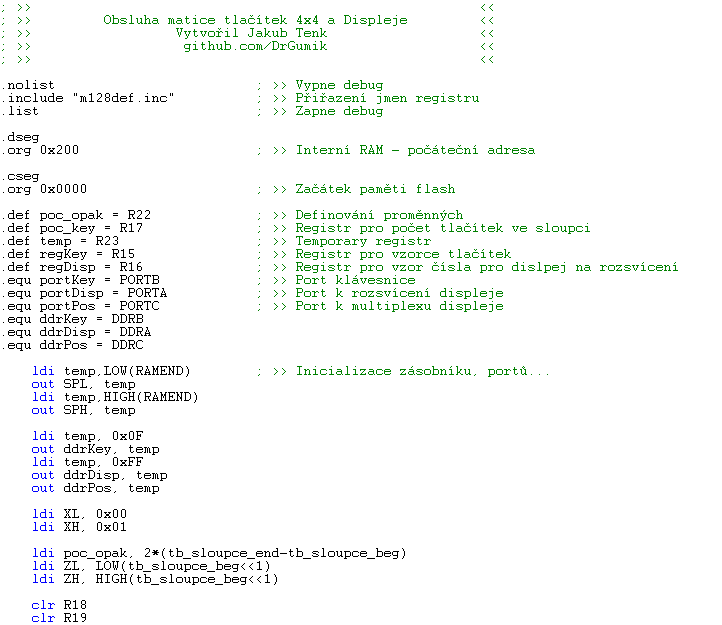 ; >> <<
; >> Obsluha matice tlačítek 4x4 a Displeje <<
; >> Vytvořil Jakub Tenk <<
; >> github.com/DrGumik <<
; >> <<
.nolist ; >> Vypne debug
.include "m128def.inc" ; >> Přiřazení jmen registru
.list ; >> Zapne debug
.dseg
.org 0x200 ; >> Interní RAM - počáteční adresa
.cseg
.org 0x0000 ; >> Začátek paměti flash
.def poc_opak = R22 ; >> Definování proměnných
.def poc_key = R17 ; >> Registr pro počet tlačítek ve sloupci
.def temp = R23 ; >> Temporary registr
.def regKey = R15 ; >> Registr pro vzorce tlačítek
.def regDisp = R16 ; >> Registr pro vzor čísla pro dislpej na rozsvícení
.equ portKey = PORTB ; >> Port klávesnice
.equ portDisp = PORTA ; >> Port k rozsvícení displeje
.equ portPos = PORTC ; >> Port k multiplexu displeje
.equ ddrKey = DDRB
.equ ddrDisp = DDRA
.equ ddrPos = DDRC
ldi temp,LOW(RAMEND) ; >> Inicializace zásobníku, portů...
out SPL, temp
ldi temp,HIGH(RAMEND)
out SPH, temp
ldi temp, 0x0F
out ddrKey, temp
ldi temp, 0xFF
out ddrDisp, temp
out ddrPos, temp
ldi XL, 0x00
ldi XH, 0x01
ldi poc_opak, 2*(tb_sloupce_end-tb_sloupce_beg)
ldi ZL, LOW(tb_sloupce_beg<<1)
ldi ZH, HIGH(tb_sloupce_beg<<1)
clr R18
clr R19